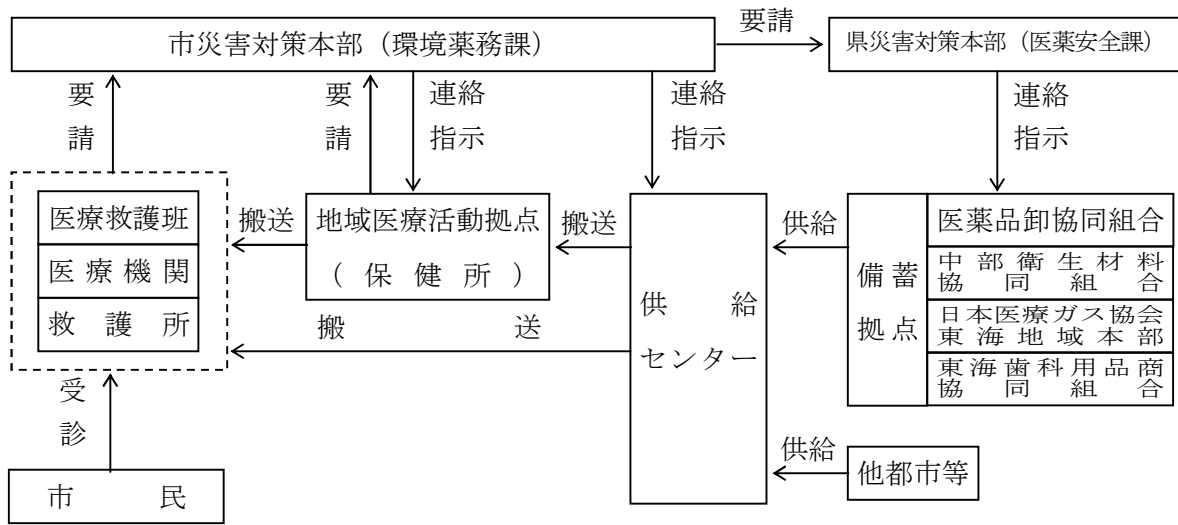 市災害対策本部（環境薬務課）
要請
県災害対策本部（医薬安全課）
要請
要請
連絡
指示
連絡
指示
連絡
指示
医療救護班
医療機関
救護所
搬送
地域医療活動拠点
（保健所）
搬送
搬送
供給
センター
供給
備蓄
拠点
医薬品卸協同組合
中部衛生材料
協同組合
日本医療ガス協会
東海地域本部
東海歯科用品商
協同組合
供給
他都市等
受診
市民